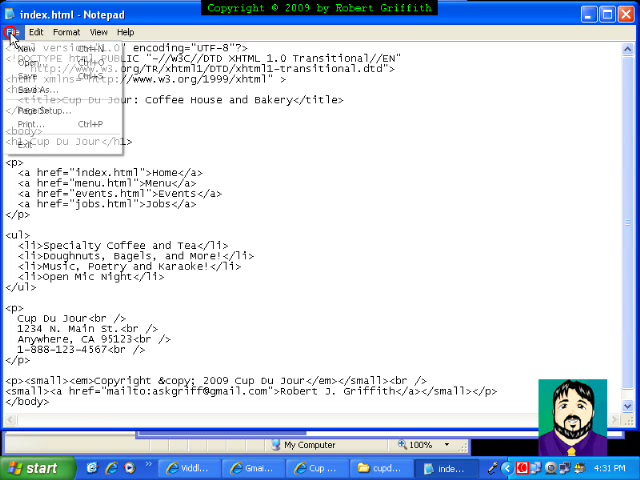 Copyright © 2009 by Robert Griffith
index.html - Notepad
File Edit Format View Help
New Ctrl+N
Open... Ctrl+O
Save Ctrl+S
Save As...
Page Setup...
Print... Ctrl+P
Exit
<?xml version="1.0" encoding="UTF-8"?>
<!DOCTYPE html PUBLIC "-//W3C//DTD XHTML 1.0 Transitional//EN"
"http://www.w3.org/TR/xhtml1/DTD/xhtml1-transitional.dtd">
<html xmlns="http://www.w3.org/1999/xhtml" >
<title>Cup Du Jour: Coffee House and Bakery</title>
<body>
<h1>Cup Du Jour</h1>
<p>
<a href="index.html">Home</a>
<a href="menu.html">Menu</a>
<a href="events.html">Events</a>
<a href="jobs.html">Jobs</a>
</p>
<ul>
<li>Specialty Coffee and Tea</li>
<li>Doughnuts, Bagels, and More!</li>
<li>Music, Poetry and Karaoke!</li>
<li>Open Mic Night</li>
</ul>
<p>
Cup Du Jour<br />
1234 N. Main St.<br />
Anywhere, CA 95123<br />
1-888-123-4567<br />
</p>
<p><small><em>Copyright &copy; 2009 Cup Du Jour</em></small><br />
<small><a href="mailto:askgriff@gmail.com">Robert J. Griffith</a></small></p>
</body>
My Computer 100%
start Viddl... Gmai... Cup ... cupd... inde... 4:31 PM